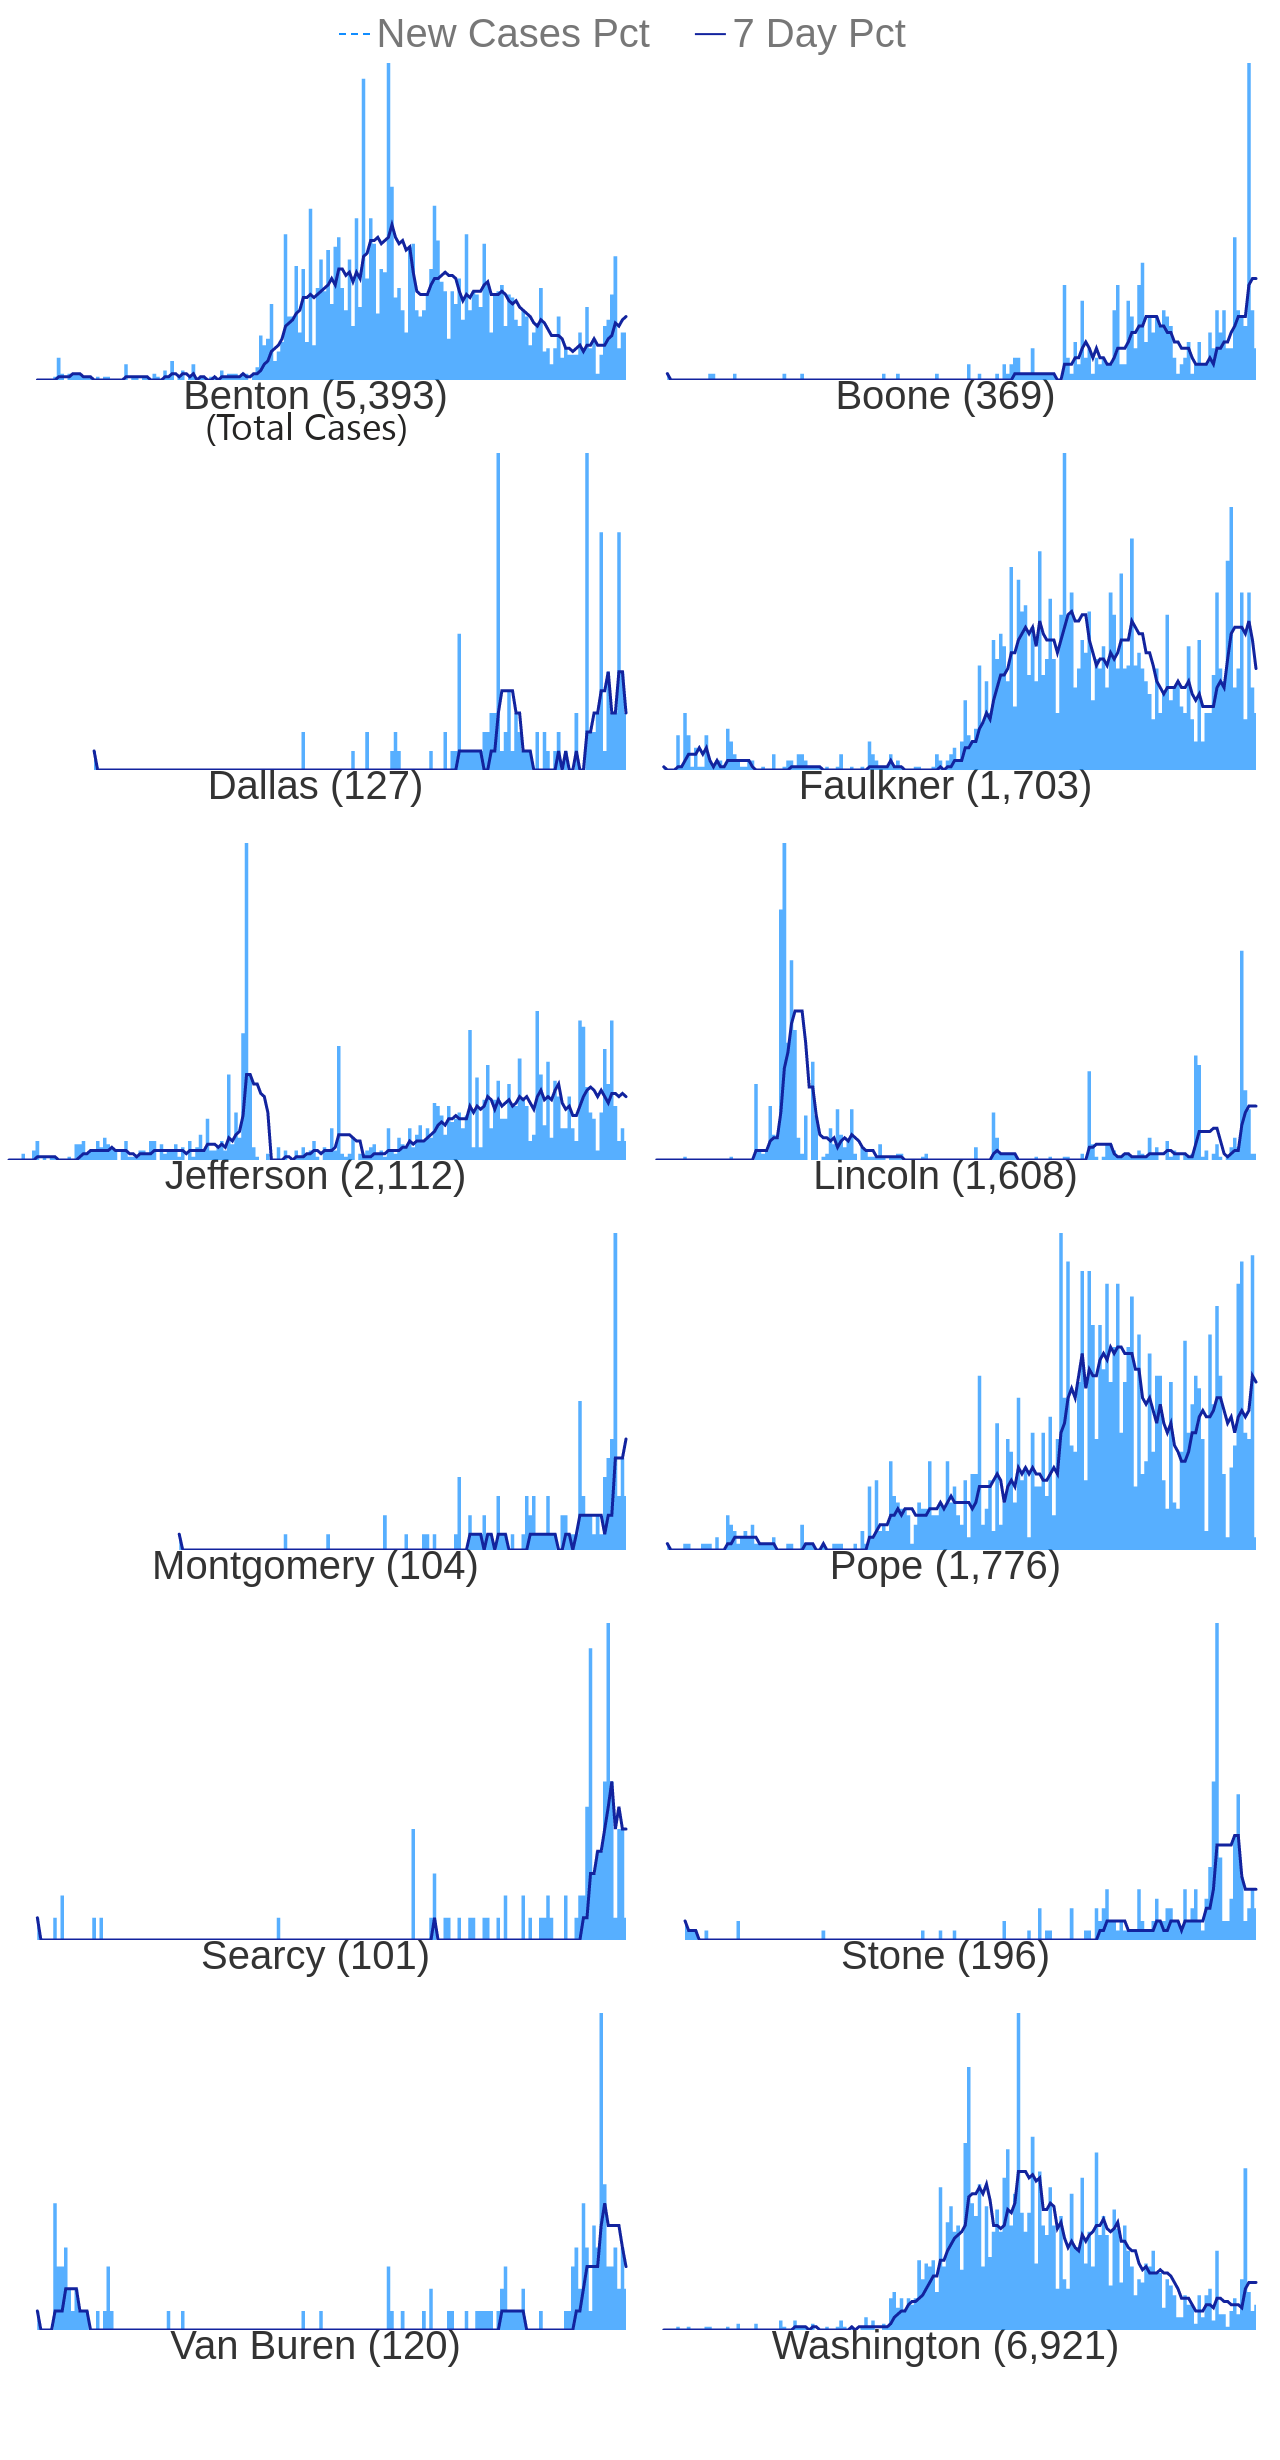 New Cases Pct 7 Day Pct
Benton (5,393) Boone (369)
(Total Cases)
Dallas (127) Faulkner (1,703)
Jefferson (2,112) Lincoln (1,608)
Montgomery (104) Pope (1,776)
Searcy (101) Stone (196)
Van Buren (120) Washington (6,921)